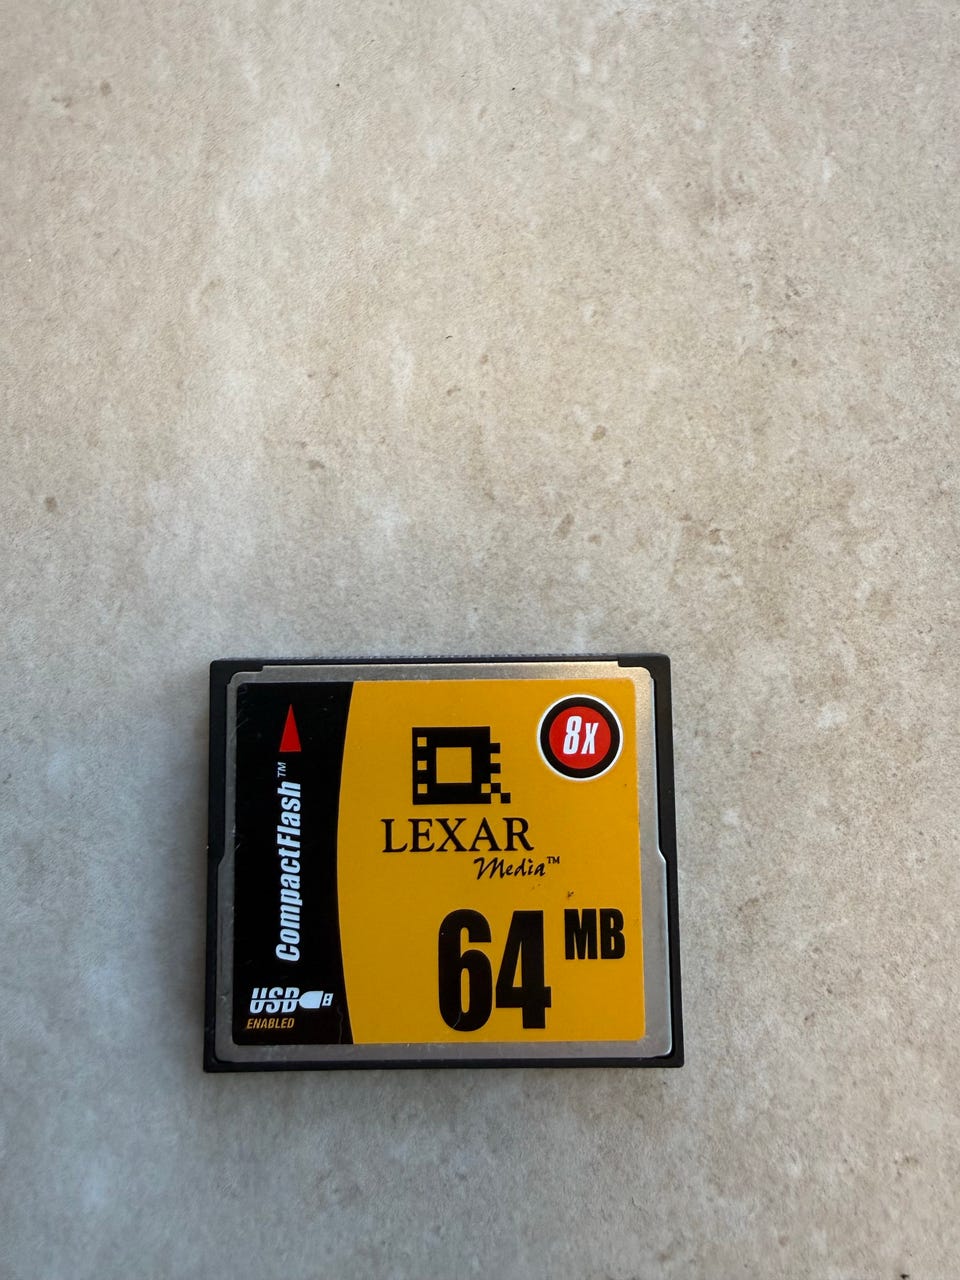 8x
LEXAR
Media™
64 MB
CompactFlash™
USB
ENABLED